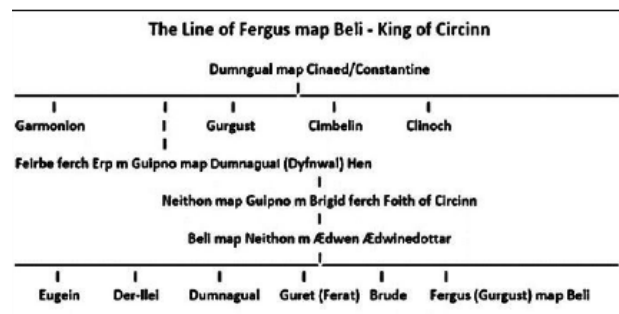 The Line of Fergus map Beli - King of Circinn
Dumngual map Cinaed/Constantine
Garmonion Gurgust Cimbelin Clinoch
Feirbe ferch Erp m Guipno map Dumnagual (Dyfnwal) Hen
Neithon map Guipno m Brigid ferch Foith of Circinn
Beli map Neithon m Ædwen Ædwinedottar
Eugein Der-Ilei Dumnagual Guret (Ferat) Brude Fergus (Gurgust) map Beli